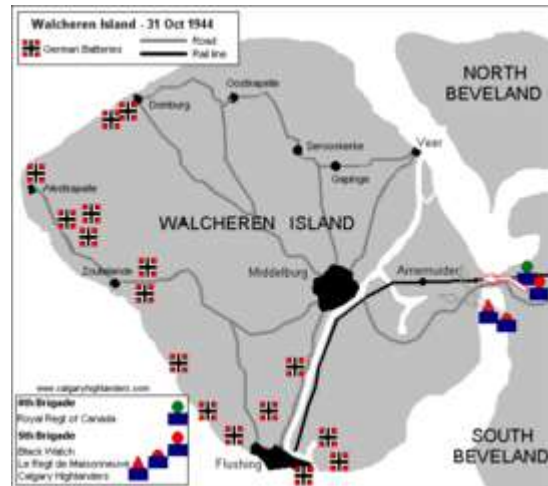 Walcheren Island - 31 Oct 1944
German Batteries
Road
Rail line
NORTH
BEVELAND
Oostkapelle
Domburg
Serooskerke
Veer
Gapinge
Westkapelle
WALCHEREN ISLAND
Zoutelande
Middelburg
Arnemuiden
www.calgaryhighlanders.com
4th Brigade
Royal Regt of Canada
5th Brigade
Black Watch
Le Regt de Maisonneuve
Calgary Highlanders
Flushing
SOUTH
BEVELAND